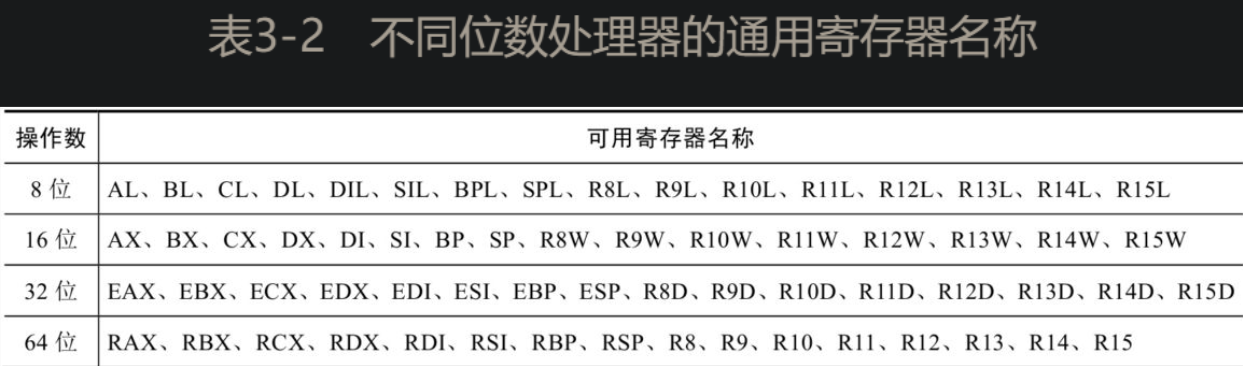 表3-2 不同位数处理器的通用寄存器名称
操作数 可用寄存器名称
8 位 AL、BL、CL、DL、DIL、SIL、BPL、SPL、R8L、R9L、R10L、R11L、R12L、R13L、R14L、R15L
16 位 AX、BX、CX、DX、DI、SI、BP、SP、R8W、R9W、R10W、R11W、R12W、R13W、R14W、R15W
32 位 EAX、EBX、ECX、EDX、EDI、ESI、EBP、ESP、R8D、R9D、R10D、R11D、R12D、R13D、R14D、R15D
64 位 RAX、RBX、RCX、RDX、RDI、RSI、RBP、RSP、R8、R9、R10、R11、R12、R13、R14、R15